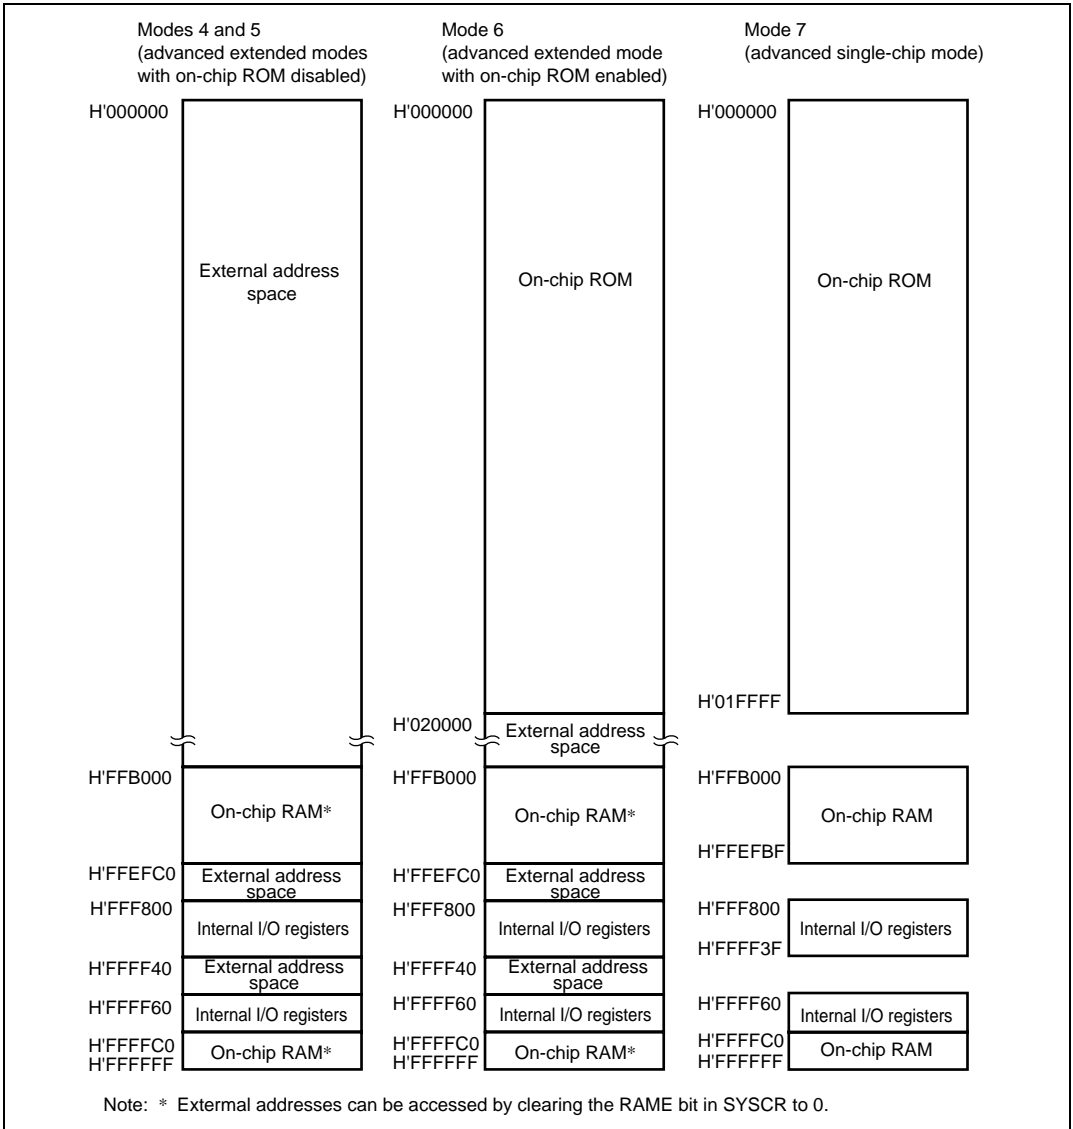 Modes 4 and 5
(advanced extended modes
with on-chip ROM disabled)
Mode 6
(advanced extended mode
with on-chip ROM enabled)
Mode 7
(advanced single-chip mode)
H'000000
External address
space
H'FFB000
On-chip RAM*
H'FFEFC0
External address
space
H'FFF800
Internal I/O registers
H'FFFF40
External address
space
H'FFFF60
Internal I/O registers
H'FFFFC0
On-chip RAM*
H'FFFFFF
H'000000
On-chip ROM
H'020000
External address
space
H'FFB000
On-chip RAM*
H'FFEFC0
External address
space
H'FFF800
Internal I/O registers
H'FFFF40
External address
space
H'FFFF60
Internal I/O registers
H'FFFFC0
On-chip RAM*
H'FFFFFF
H'000000
On-chip ROM
H'01FFFF
H'FFB000
On-chip RAM
H'FFEFBF
H'FFF800
Internal I/O registers
H'FFFF3F
H'FFFF60
Internal I/O registers
H'FFFFC0
On-chip RAM
H'FFFFFF
Note: * Extermal addresses can be accessed by clearing the RAME bit in SYSCR to 0.